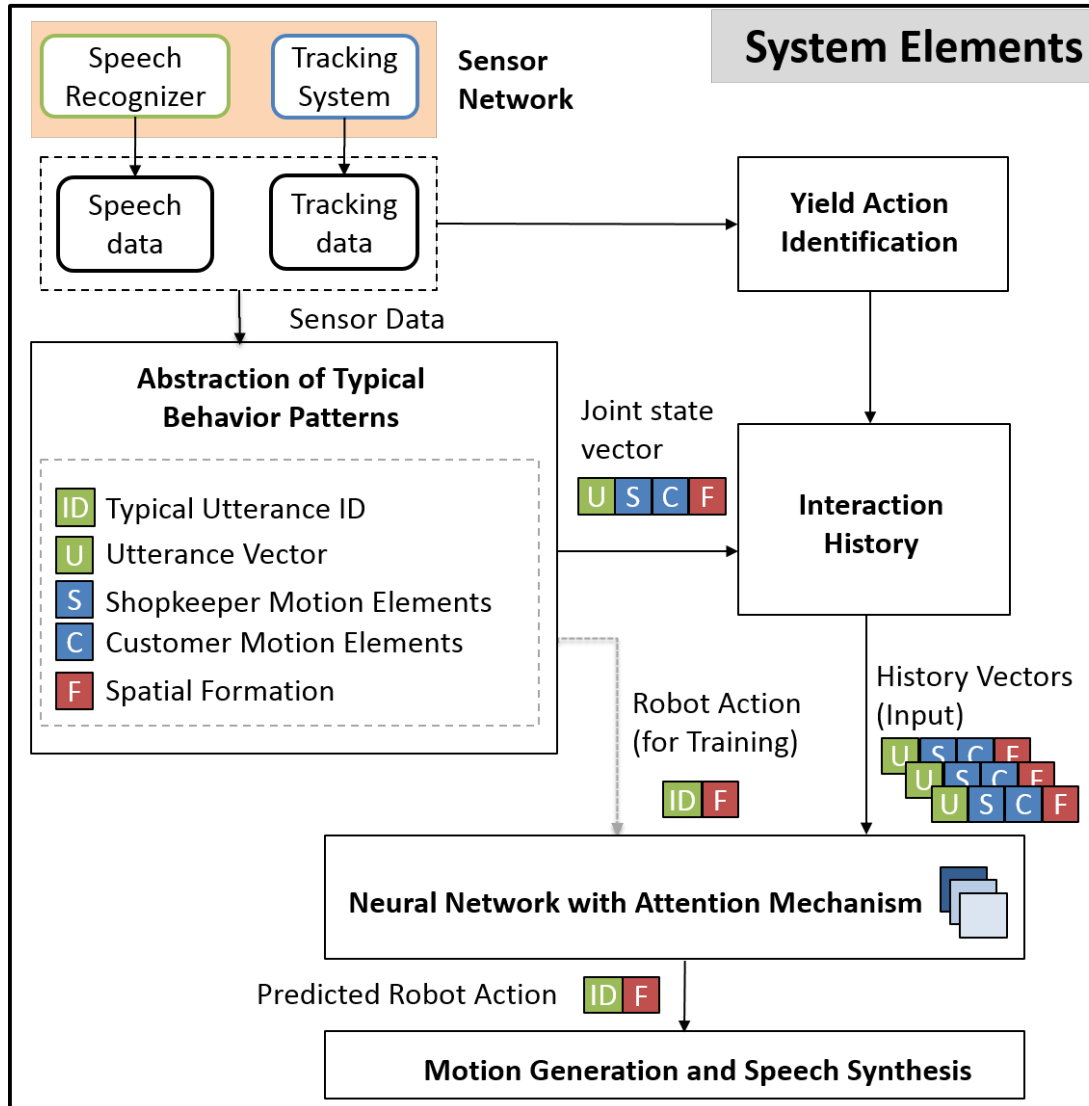 System Elements
Speech
Recognizer
Tracking
System
Sensor
Network
Speech
data
Tracking
data
Yield Action
Identification
Sensor Data
Abstraction of Typical
Behavior Patterns
ID Typical Utterance ID
U Utterance Vector
S Shopkeeper Motion Elements
C Customer Motion Elements
F Spatial Formation
Joint state
vector
U S C F
Interaction
History
Robot Action
(for Training)
ID F
History Vectors
(Input)
U S C F
U S C F
U S C F
Neural Network with Attention Mechanism
Predicted Robot Action ID F
Motion Generation and Speech Synthesis